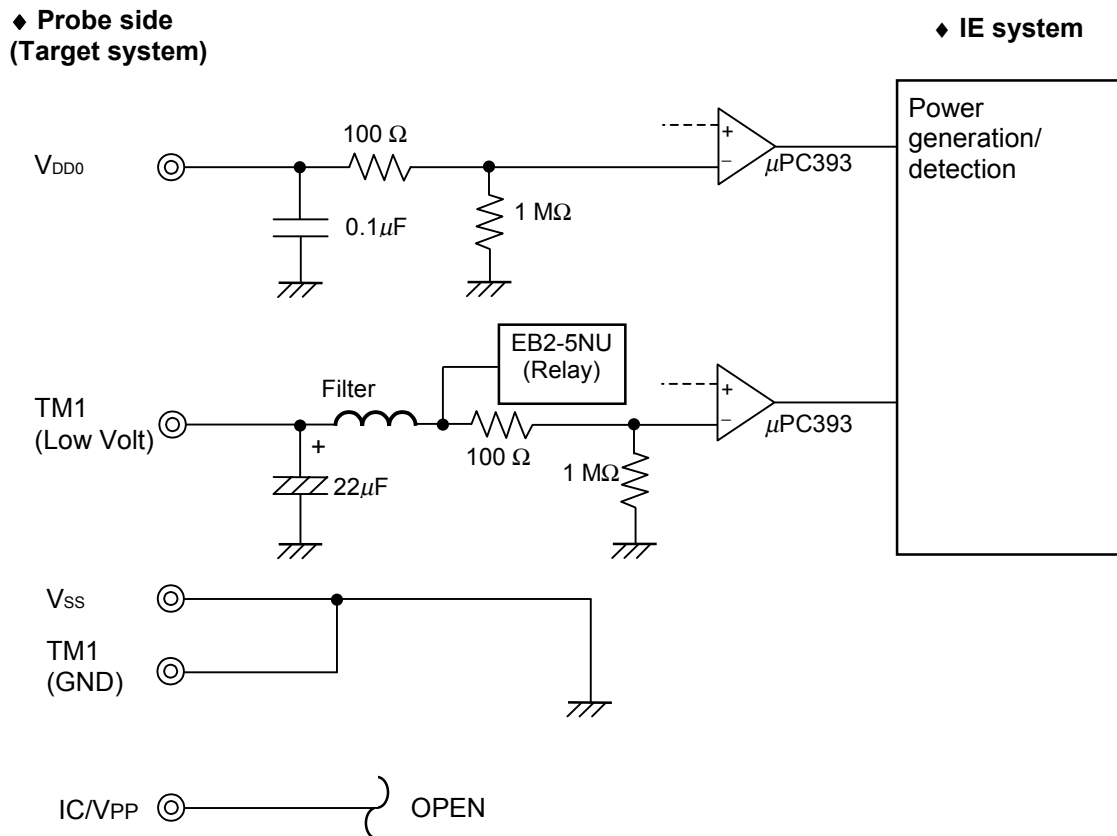 ♦ Probe side
(Target system)
♦ IE system
VDD0
100 Ω
0.1μF
1 MΩ
+
−
μPC393
Power
generation/
detection
TM1
(Low Volt)
Filter
+
22μF
EB2-5NU
(Relay)
100 Ω
1 MΩ
+
−
μPC393
VSS
TM1
(GND)
IC/VPP
OPEN